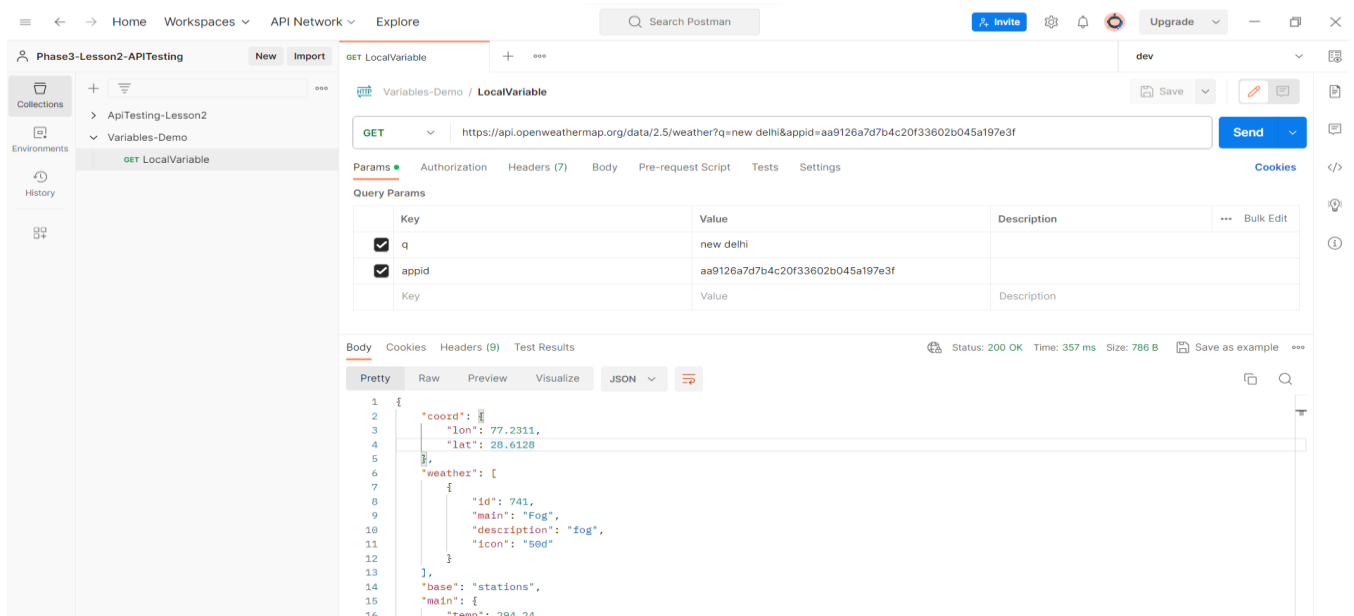 Home Workspaces API Network Explore Search Postman Invite Upgrade
Phase3-Lesson2-APITesting New Import GET LocalVariable dev
Collections
Environments
History
ApiTesting-Lesson2
Variables-Demo
GET LocalVariable
HTTP Variables-Demo / LocalVariable Save
GET https://api.openweathermap.org/data/2.5/weather?q=new delhi&appid=aa9126a7d7b4c20f33602b045a197e3f Send
Params Authorization Headers (7) Body Pre-request Script Tests Settings Cookies
Query Params
Key Value Description Bulk Edit
q new delhi
appid aa9126a7d7b4c20f33602b045a197e3f
Key Value Description
Body Cookies Headers (9) Test Results Status: 200 OK Time: 357 ms Size: 786 B Save as example
Pretty Raw Preview Visualize JSON
1 {
2 "coord": {
3 "lon": 77.2311,
4 "lat": 28.6128
5 },
6 "weather": [
7 {
8 "id": 741,
9 "main": "Fog",
10 "description": "fog",
11 "icon": "50d"
12 }
13 ],
14 "base": "stations",
15 "main": {
16 "temp": 294.24